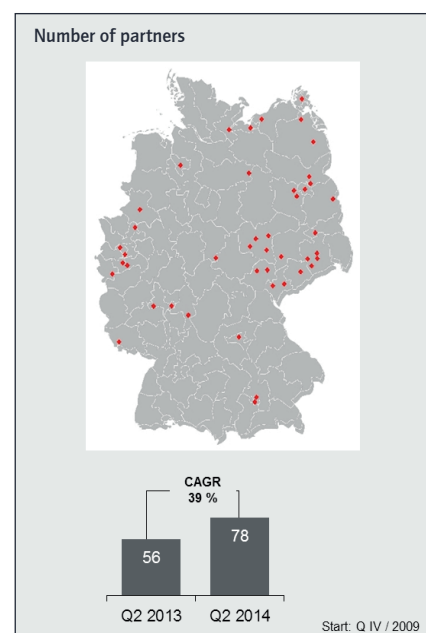 Number of partners
CAGR
39 %
56
78
Q2 2013
Q2 2014
Start: Q IV / 2009